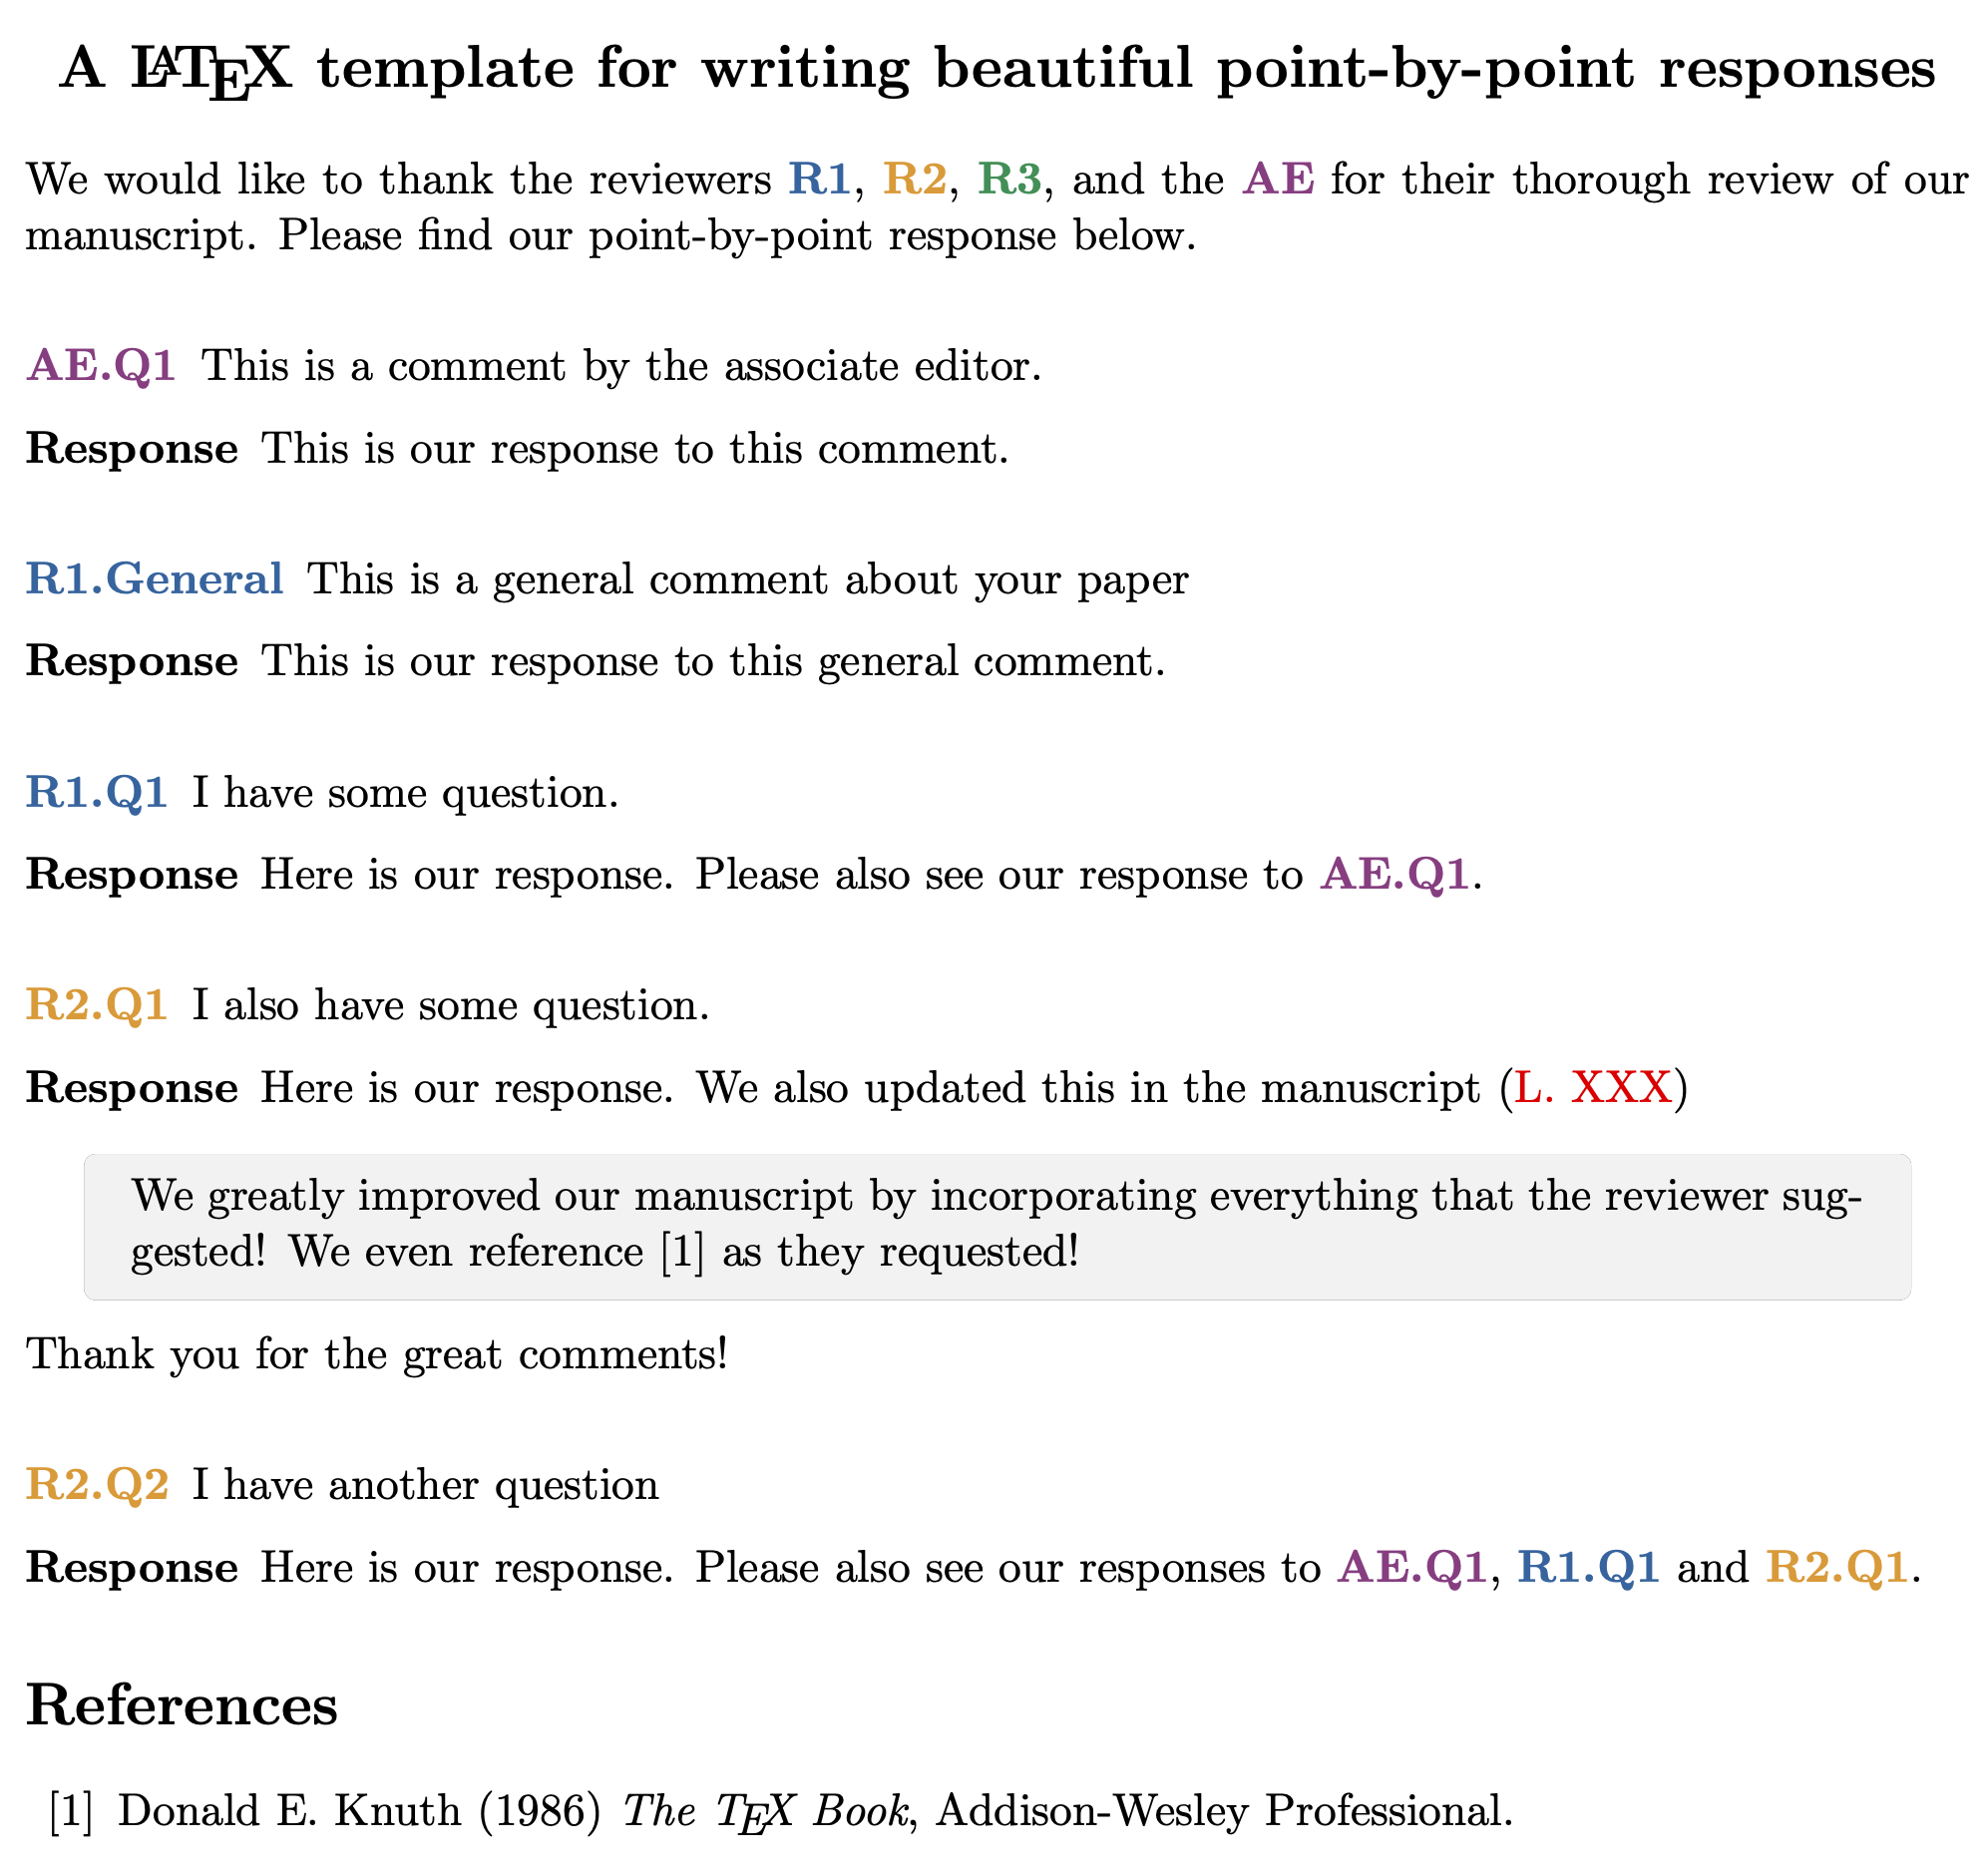 A LaTeX template for writing beautiful point-by-point responses
We would like to thank the reviewers R1, R2, R3, and the AE for their thorough review of our
manuscript. Please find our point-by-point response below.
AE.Q1 This is a comment by the associate editor.
Response This is our response to this comment.
R1.General This is a general comment about your paper
Response This is our response to this general comment.
R1.Q1 I have some question.
Response Here is our response. Please also see our response to AE.Q1.
R2.Q1 I also have some question.
Response Here is our response. We also updated this in the manuscript (L. XXX)
We greatly improved our manuscript by incorporating everything that the reviewer sug-
gested! We even reference [1] as they requested!
Thank you for the great comments!
R2.Q2 I have another question
Response Here is our response. Please also see our responses to AE.Q1, R1.Q1 and R2.Q1.
References
[1] Donald E. Knuth (1986) The TeX Book, Addison-Wesley Professional.